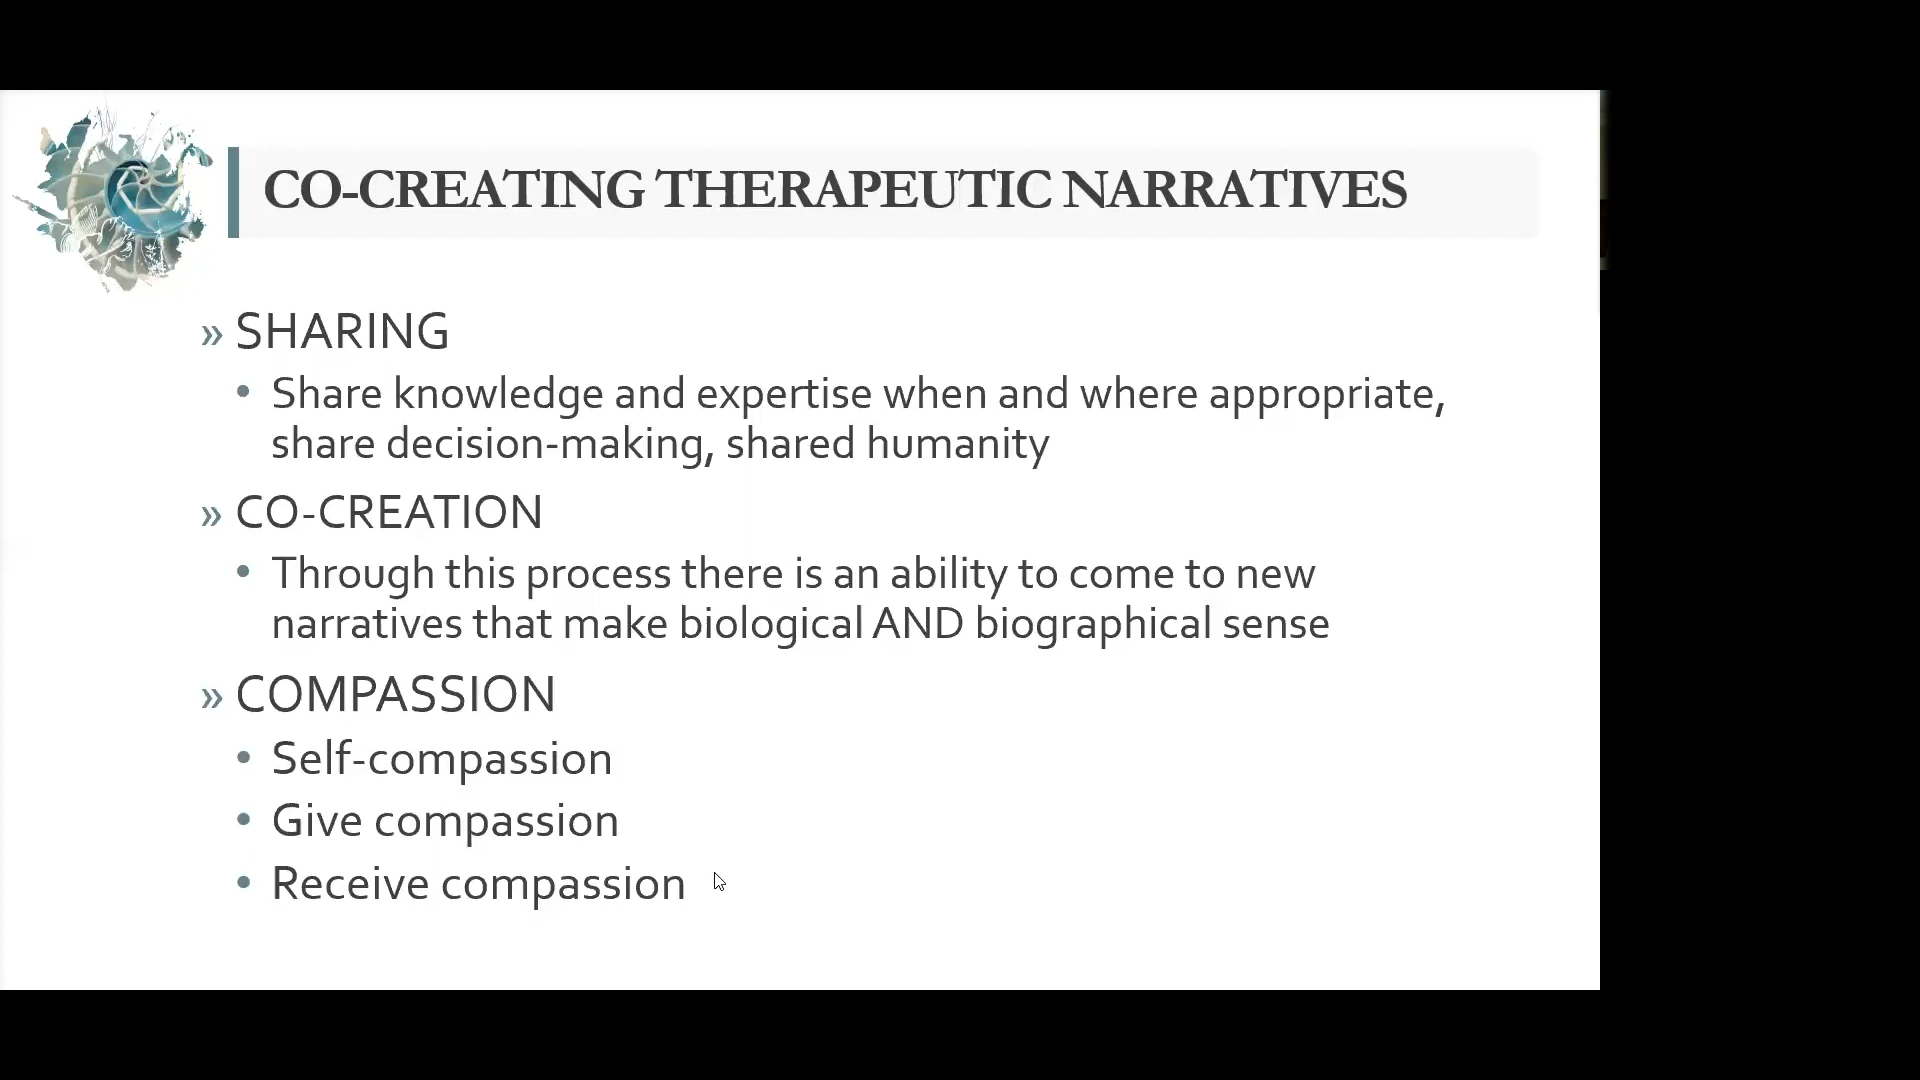 CO-CREATING THERAPEUTIC NARRATIVES
» SHARING
• Share knowledge and expertise when and where appropriate,
share decision-making, shared humanity
» CO-CREATION
• Through this process there is an ability to come to new
narratives that make biological AND biographical sense
» COMPASSION
• Self-compassion
• Give compassion
• Receive compassion